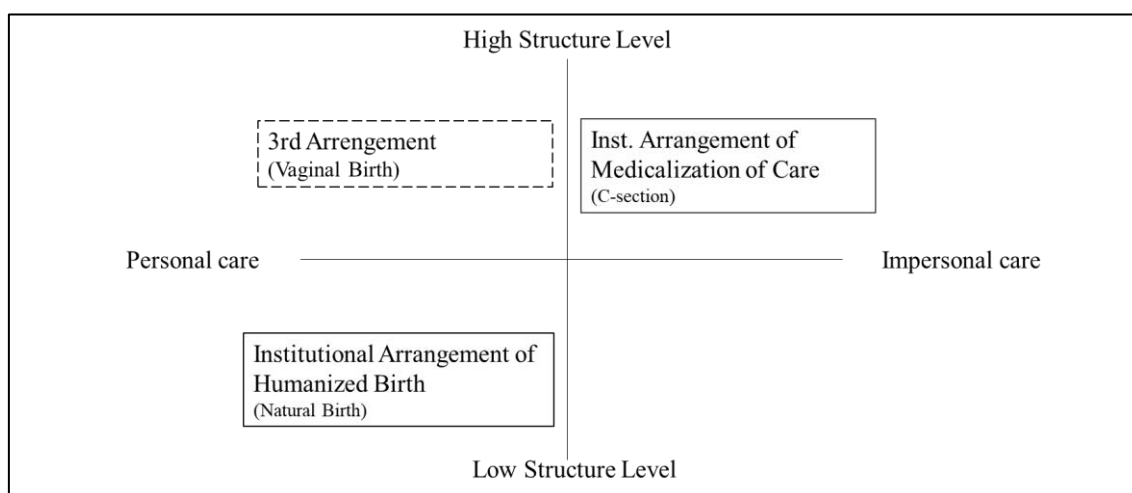 High Structure Level
3rd Arrengement
(Vaginal Birth)
Inst. Arrangement of
Medicalization of Care
(C-section)
Personal care
Impersonal care
Institutional Arrangement of
Humanized Birth
(Natural Birth)
Low Structure Level